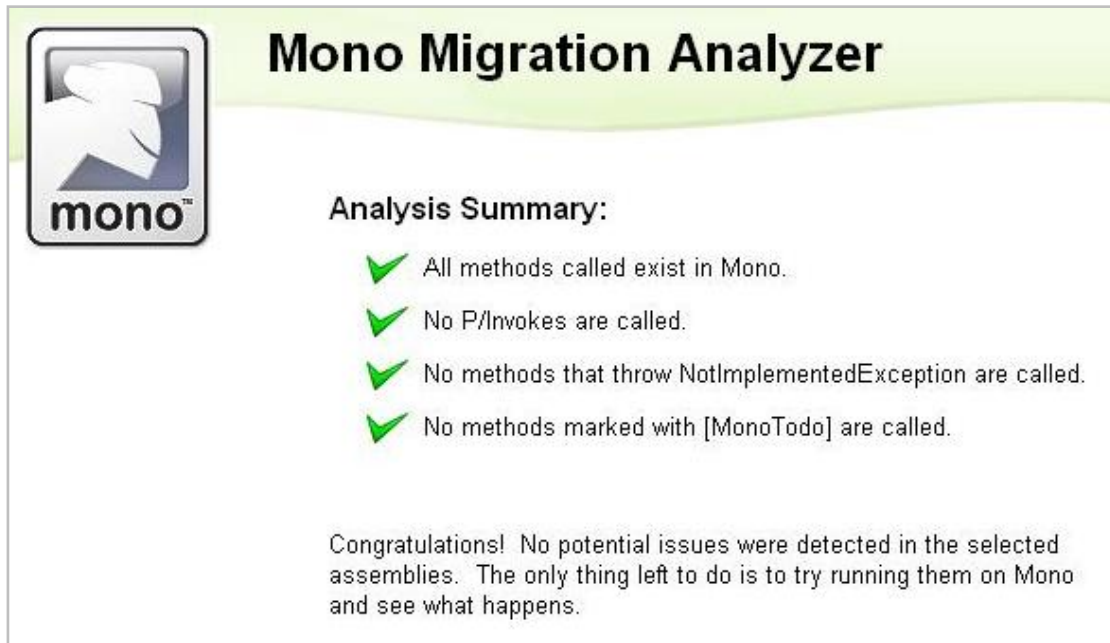 Mono Migration Analyzer
mono™
Analysis Summary:
All methods called exist in Mono.
No P/Invokes are called.
No methods that throw NotImplementedException are called.
No methods marked with [MonoTodo] are called.
Congratulations!  No potential issues were detected in the selected
assemblies.  The only thing left to do is to try running them on Mono
and see what happens.